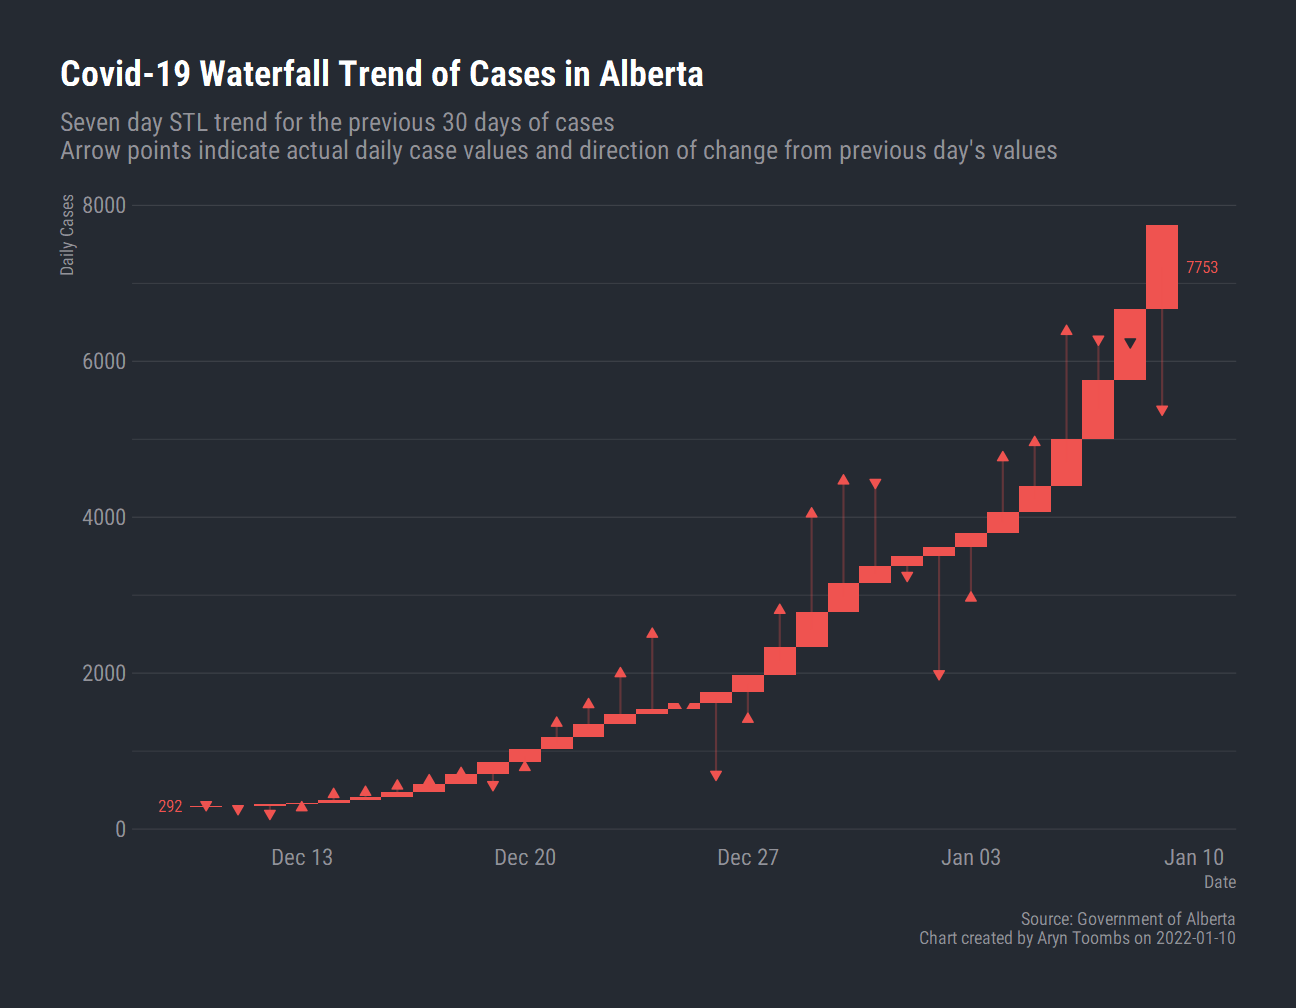 Covid-19 Waterfall Trend of Cases in Alberta
Seven day STL trend for the previous 30 days of cases
Arrow points indicate actual daily case values and direction of change from previous day's values
Daily Cases
8000
6000
4000
2000
0
7753
292
Dec 13
Dec 20
Dec 27
Jan 03
Jan 10
Date
Source: Government of Alberta
Chart created by Aryn Toombs on 2022-01-10